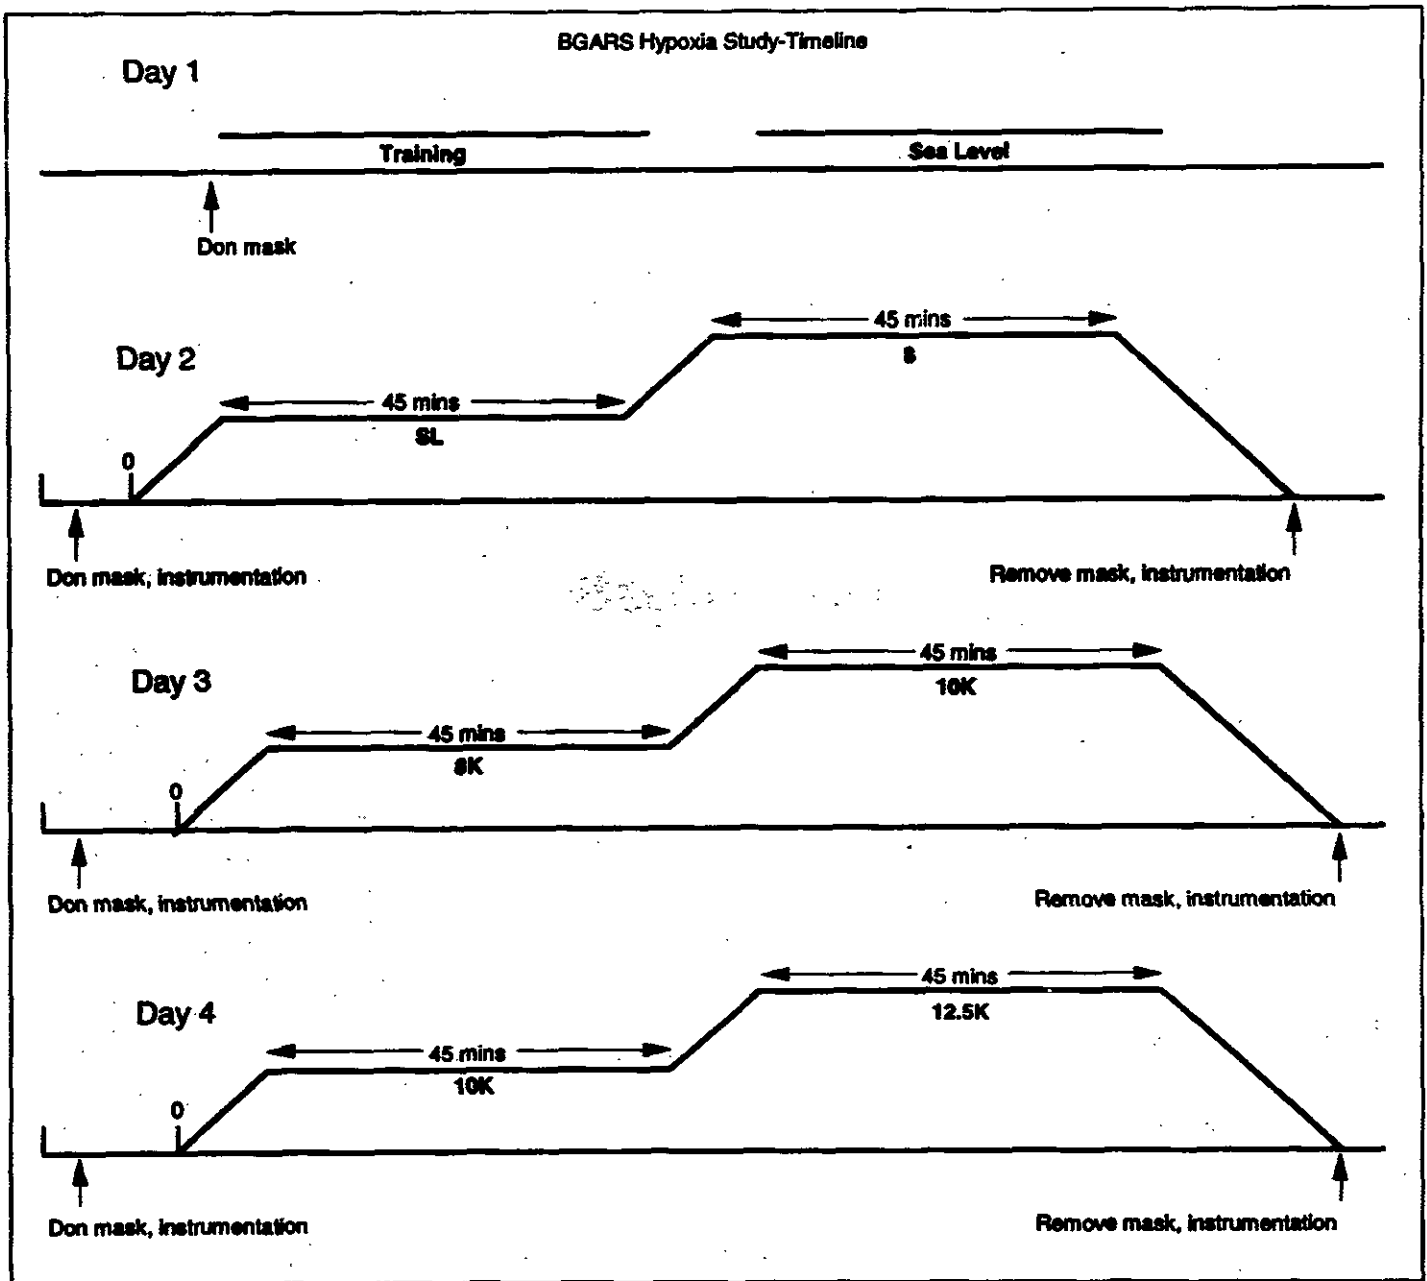 BGARS Hypoxia Study-Timeline
Day 1
Training
Sea Level
Don mask
Day 2
45 mins
S
45 mins
SL
0
Don mask, instrumentation
Remove mask, instrumentation
Day 3
45 mins
10K
45 mins
8K
0
Don mask, instrumentation
Remove mask, instrumentation
Day 4
45 mins
12.5K
45 mins
10K
0
Don mask, instrumentation
Remove mask, instrumentation